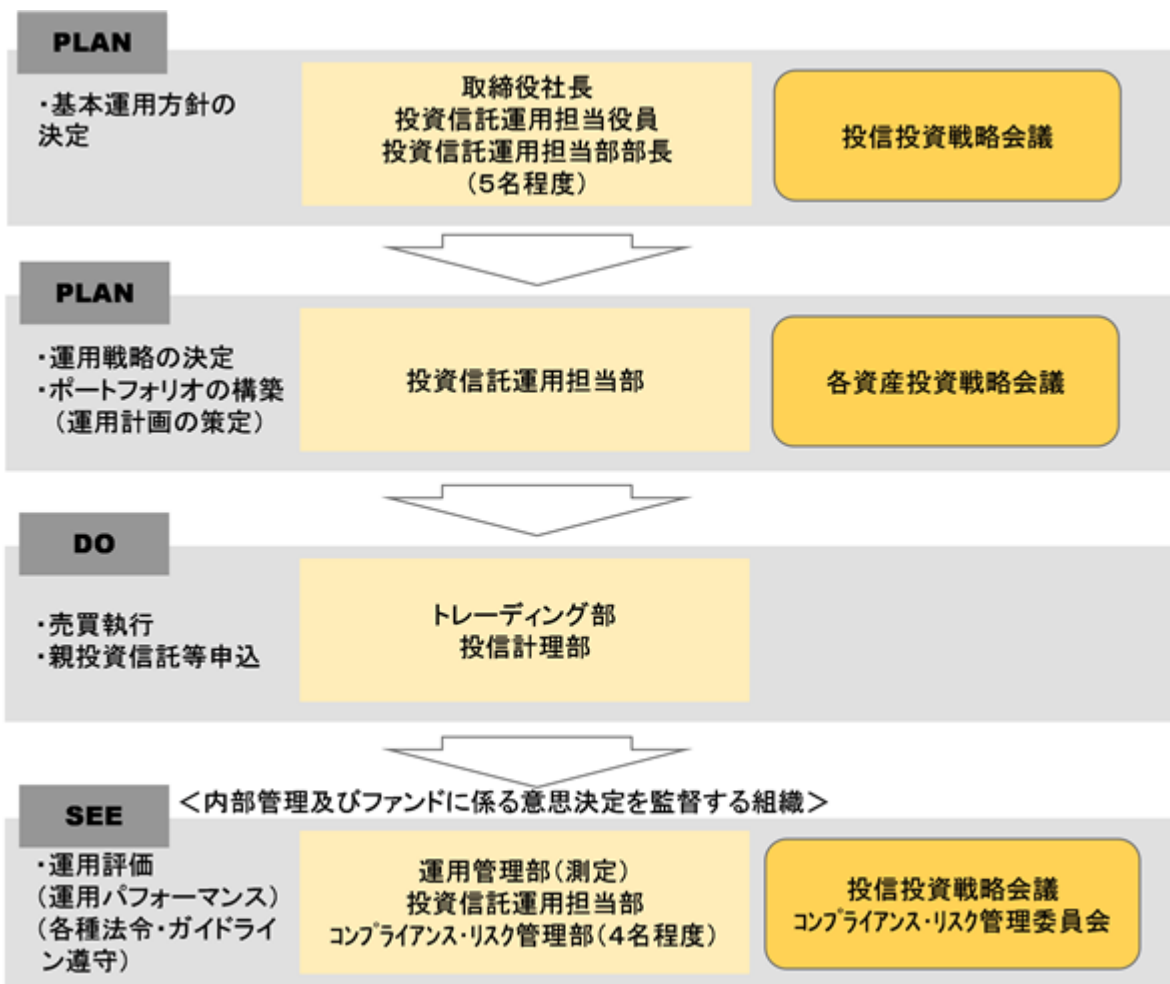 PLAN
・基本運用方針の
決定
取締役社長
投資信託運用担当役員
投資信託運用担当部部長
（５名程度）
投信投資戦略会議
PLAN
・運用戦略の決定
・ポートフォリオの構築
（運用計画の策定）
投資信託運用担当部
各資産投資戦略会議
DO
・売買執行
・親投資信託等申込
トレーディング部
投信計理部
SEE
＜内部管理及びファンドに係る意思決定を監督する組織＞
・運用評価
（運用パフォーマンス）
（各種法令・ガイドライ
ン遵守）
運用管理部（測定）
投資信託運用担当部
ｺﾝﾌﾟﾗｲｱﾝｽ・ﾘｽｸ管理部（４名程度）
投信投資戦略会議
ｺﾝﾌﾟﾗｲｱﾝｽ・ﾘｽｸ管理委員会